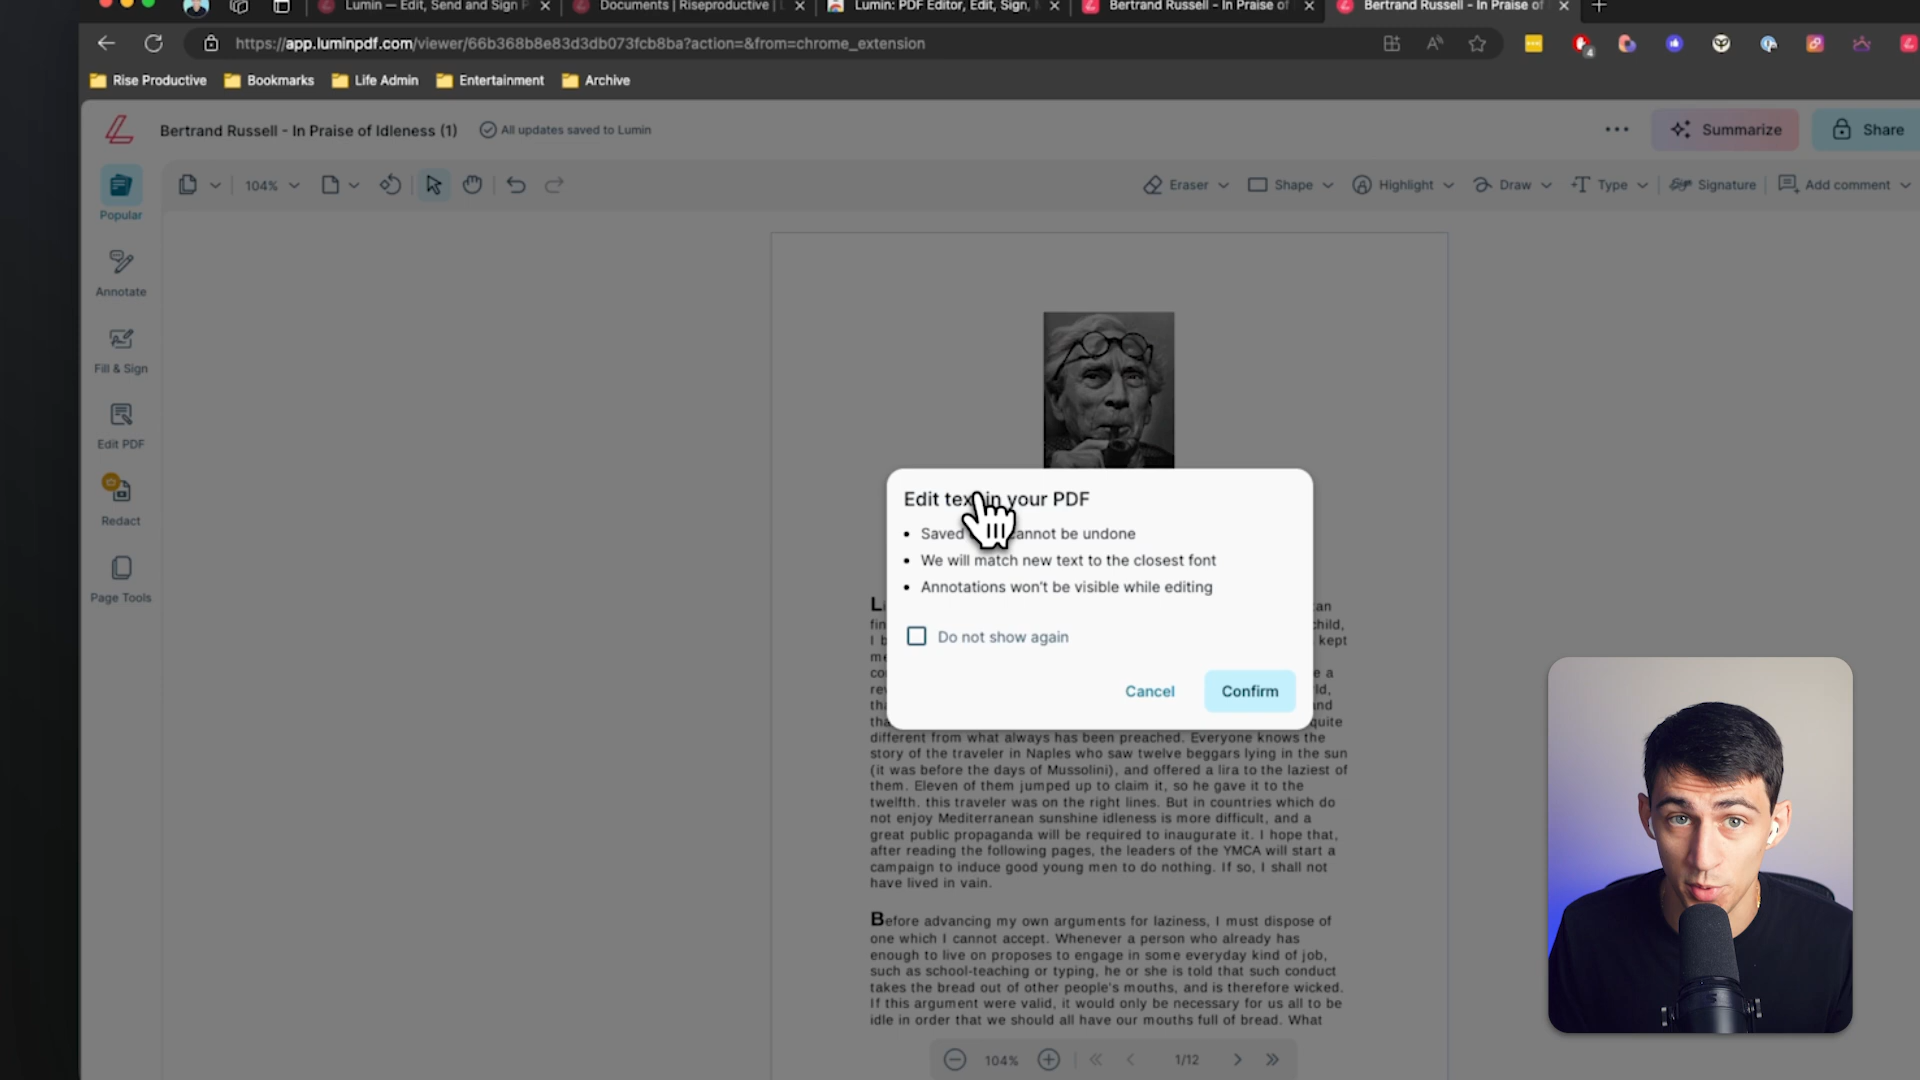 Lumin — Edit, Send and Sign P
Documents | Riseproductive |
Lumin: PDF Editor, Edit, Sign,
Bertrand Russell - In Praise of
Bertrand Russell - In Praise of
https://app.luminpdf.com/viewer/66b368b8e83d3db073fcb8ba?action=&from=chrome_extension
4
Rise Productive
Bookmarks
Life Admin
Entertainment
Archive
Bertrand Russell - In Praise of Idleness (1)
All updates saved to Lumin
Summarize
Share
104%
Eraser
Shape
Highlight
Draw
Type
Signature
Add comment
Popular
Annotate
Fill & Sign
Edit PDF
Redact
Page Tools
Edit text in your PDF
Saved cannot be undone
We will match new text to the closest font
Annotations won't be visible while editing
Do not show again
Cancel
Confirm
child,
kept
quite
different from what always has been preached. Everyone knows the
story of the traveler in Naples who saw twelve beggars lying in the sun
(it was before the days of Mussolini), and offered a lira to the laziest of
them. Eleven of them jumped up to claim it, so he gave it to the
twelfth. this traveler was on the right lines. But in countries which do
not enjoy Mediterranean sunshine idleness is more difficult, and a
great public propaganda will be required to inaugurate it. I hope that,
after reading the following pages, the leaders of the YMCA will start a
campaign to induce good young men to do nothing. If so, I shall not
have lived in vain.
Before advancing my own arguments for laziness, I must dispose of
one which I cannot accept. Whenever a person who already has
enough to live on proposes to engage in some everyday kind of job,
such as school-teaching or typing, he or she is told that such conduct
takes the bread out of other people's mouths, and is therefore wicked.
If this argument were valid, it would only be necessary for us all to be
idle in order that we should all have our mouths full of bread. What
104%
1/12